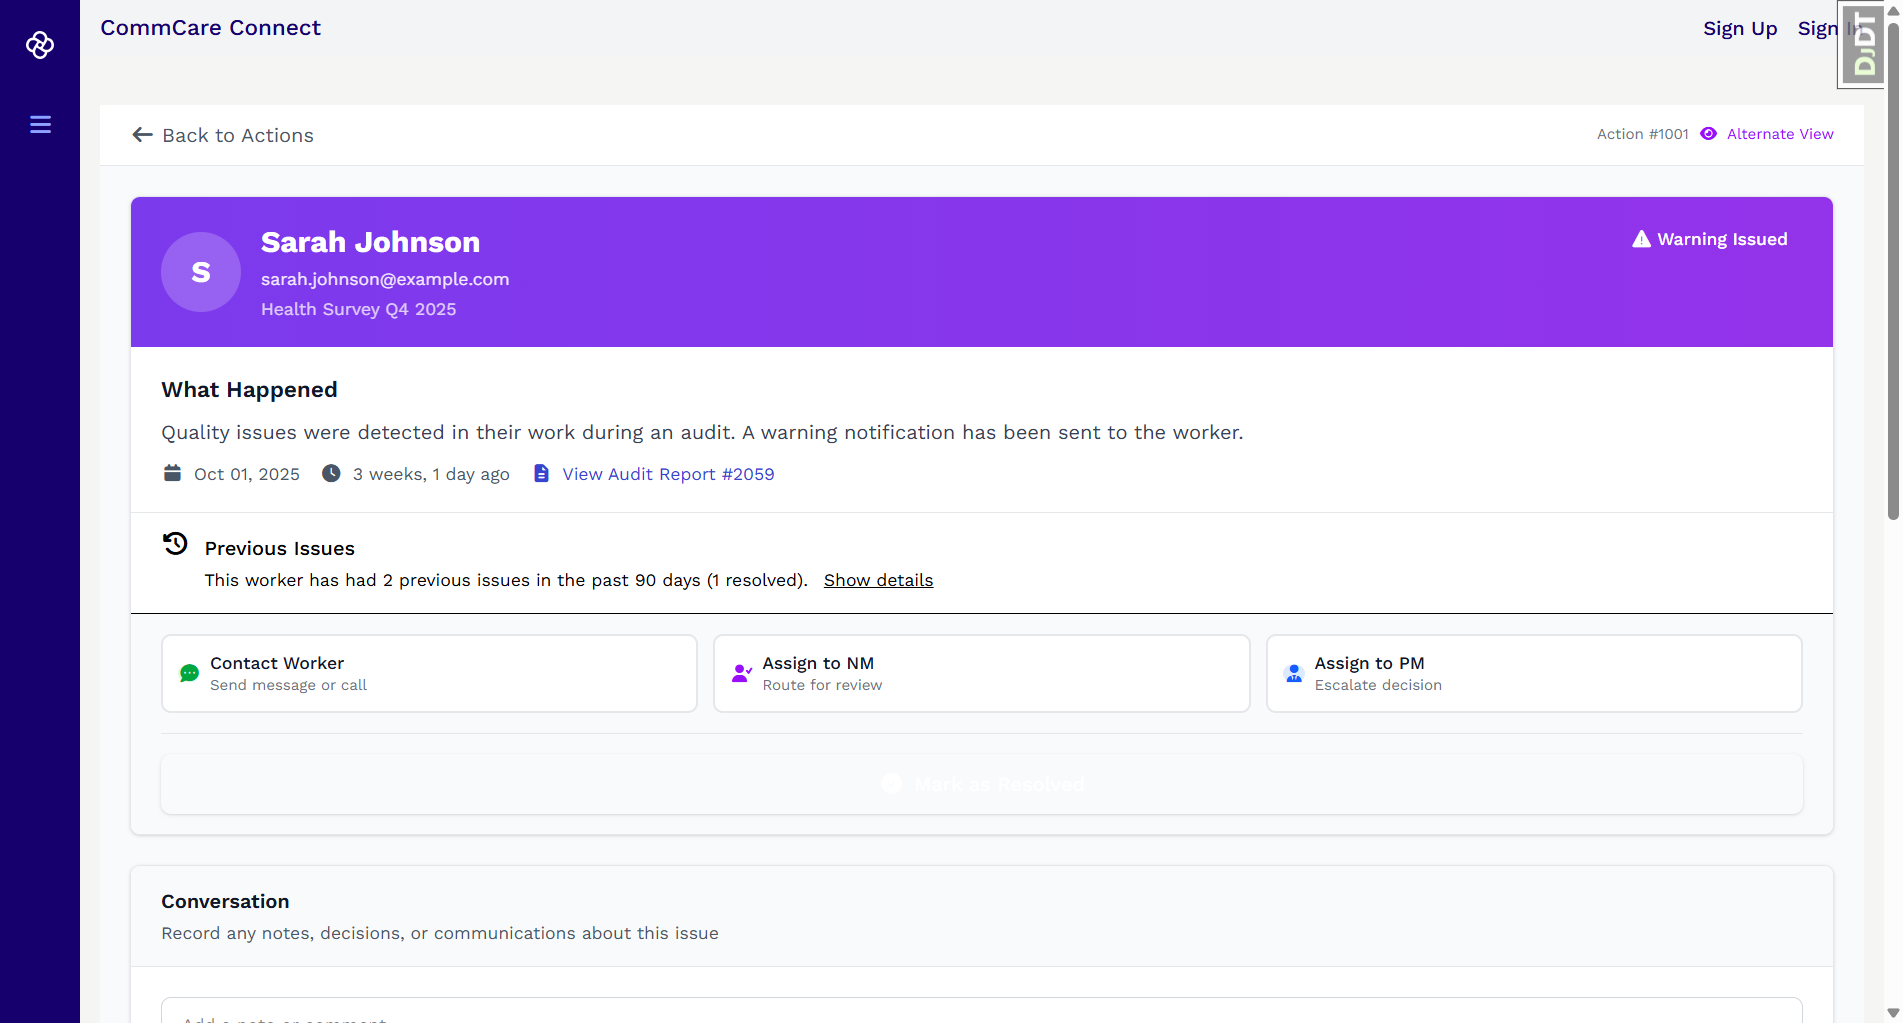 CommCare Connect
Sign Up Sign In
DJDT
Back to Actions
Action #1001 Alternate View
S
Sarah Johnson
sarah.johnson@example.com
Health Survey Q4 2025
Warning Issued
What Happened
Quality issues were detected in their work during an audit. A warning notification has been sent to the worker.
Oct 01, 2025 3 weeks, 1 day ago View Audit Report #2059
Previous Issues
This worker has had 2 previous issues in the past 90 days (1 resolved). Show details
Contact Worker
Send message or call
Assign to NM
Route for review
Assign to PM
Escalate decision
Mark as Resolved
Conversation
Record any notes, decisions, or communications about this issue
Add a note or comment